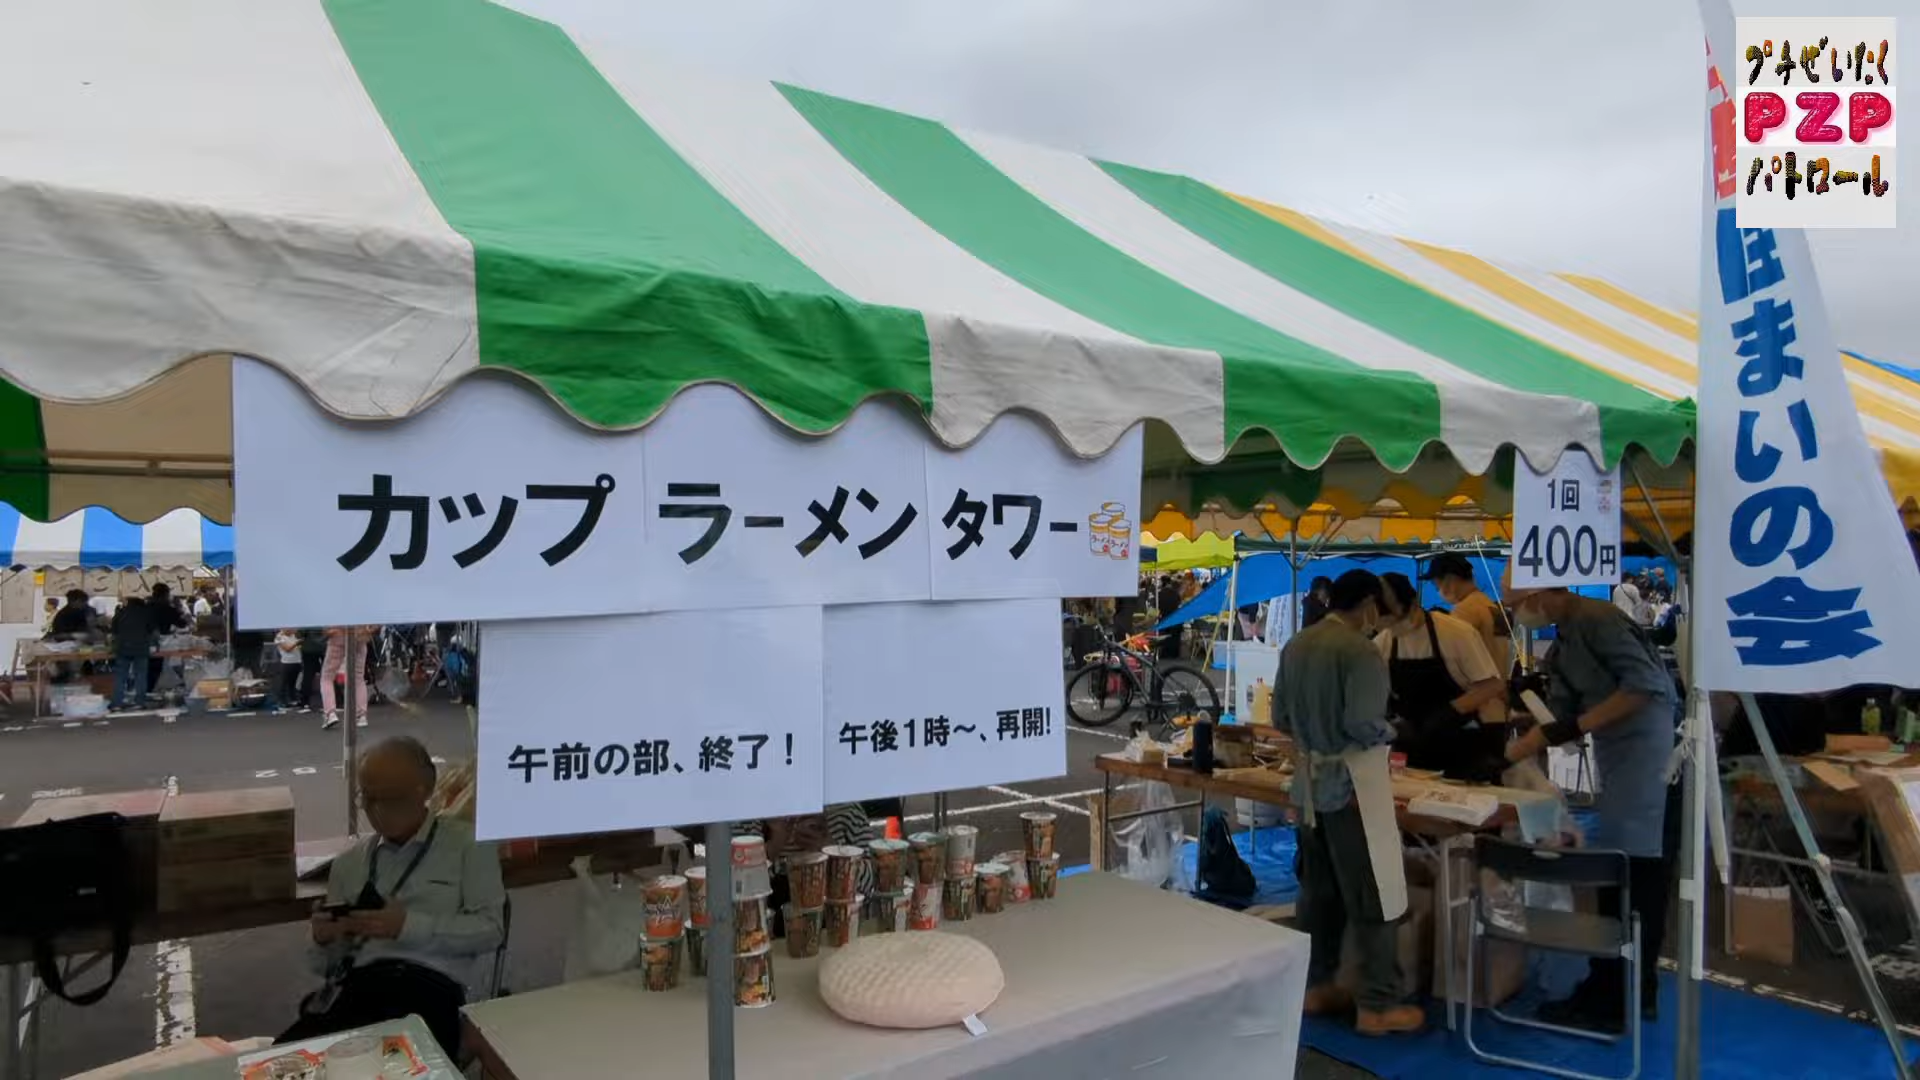 プチぜいたく
PZP
パトロール
カップラーメンタワー
午前の部、終了！
午後1時～、再開!
1回
400円
住まいの会